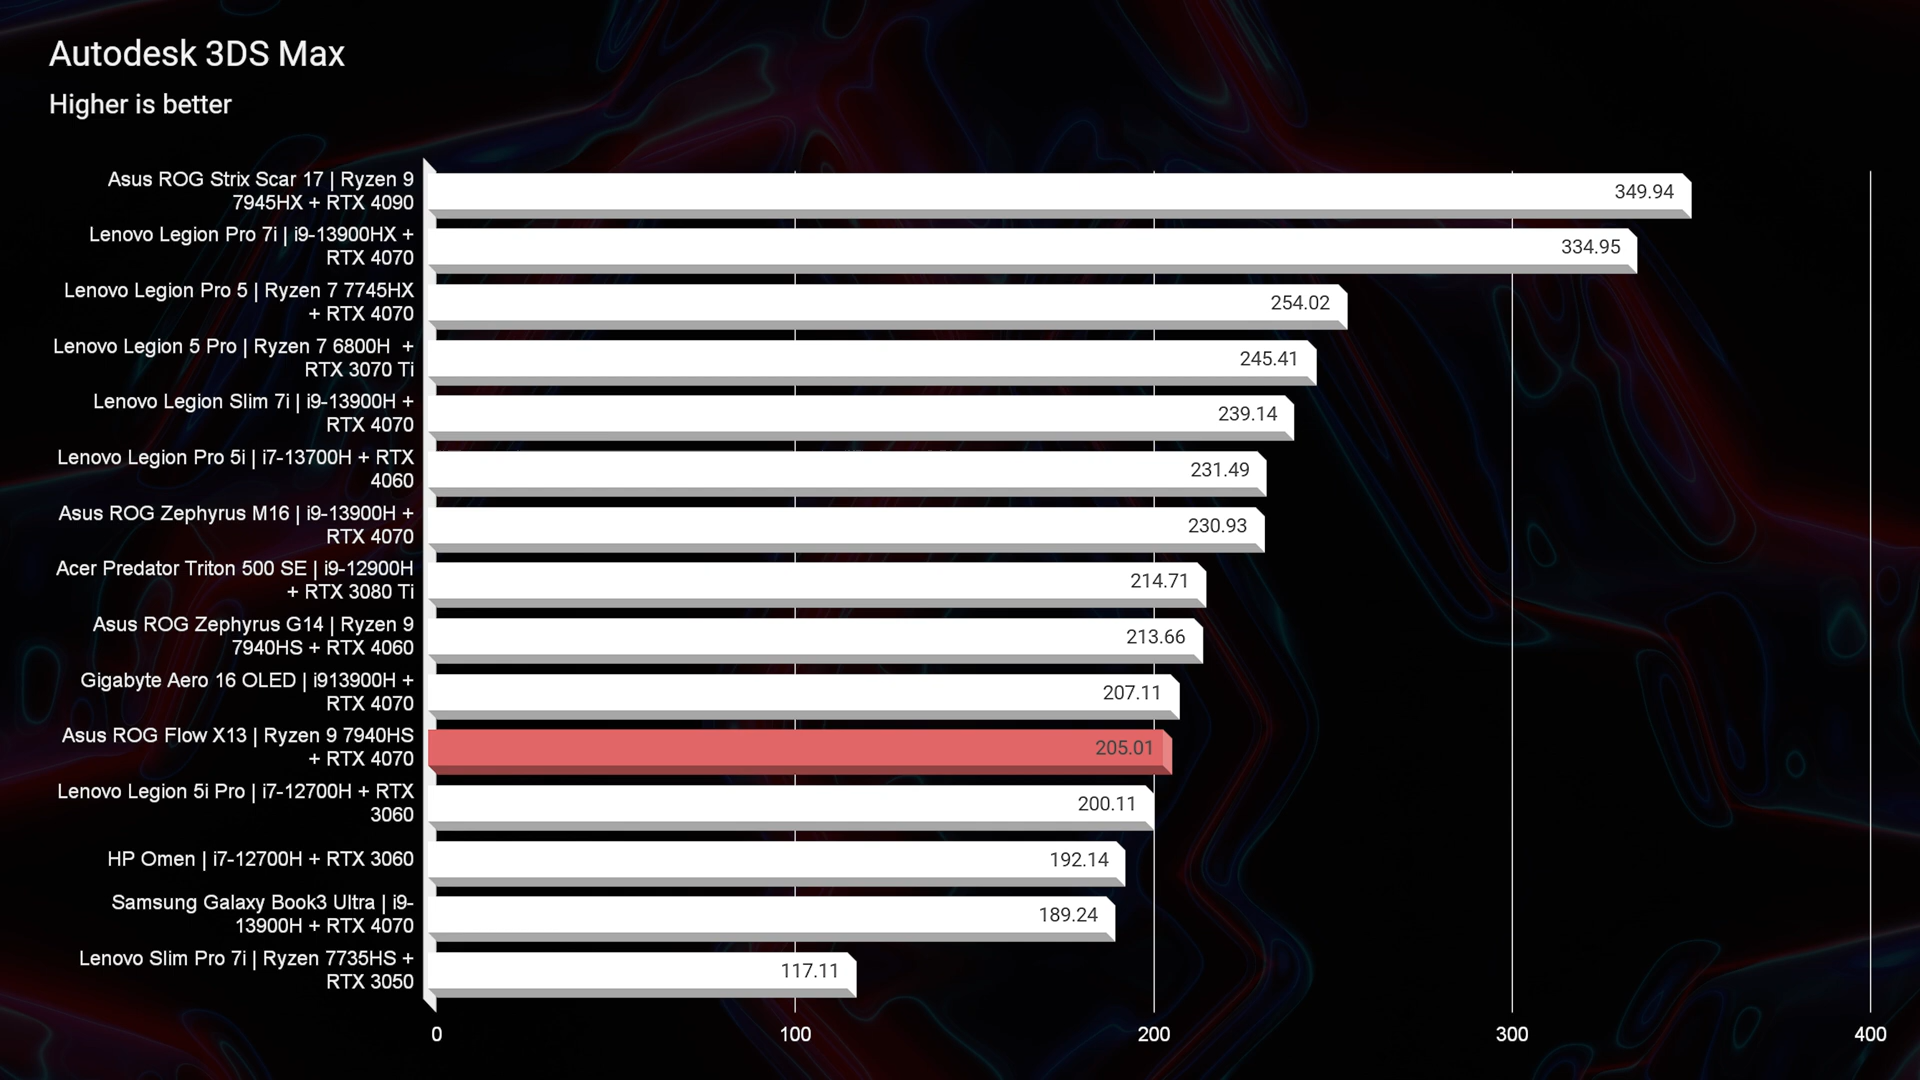 Autodesk 3DS Max
Higher is better
Asus ROG Strix Scar 17 | Ryzen 9
7945HX + RTX 4090
349.94
Lenovo Legion Pro 7i | i9-13900HX +
RTX 4070
334.95
Lenovo Legion Pro 5 | Ryzen 7 7745HX
+ RTX 4070
254.02
Lenovo Legion 5 Pro | Ryzen 7 6800H  +
RTX 3070 Ti
245.41
Lenovo Legion Slim 7i | i9-13900H +
RTX 4070
239.14
Lenovo Legion Pro 5i | i7-13700H + RTX
4060
231.49
Asus ROG Zephyrus M16 | i9-13900H +
RTX 4070
230.93
Acer Predator Triton 500 SE | i9-12900H
+ RTX 3080 Ti
214.71
Asus ROG Zephyrus G14 | Ryzen 9
7940HS + RTX 4060
213.66
Gigabyte Aero 16 OLED | i913900H +
RTX 4070
207.11
Asus ROG Flow X13 | Ryzen 9 7940HS
+ RTX 4070
205.01
Lenovo Legion 5i Pro | i7-12700H + RTX
3060
200.11
HP Omen | i7-12700H + RTX 3060
192.14
Samsung Galaxy Book3 Ultra | i9-
13900H + RTX 4070
189.24
Lenovo Slim Pro 7i | Ryzen 7735HS +
RTX 3050
117.11
0 100 200 300 400